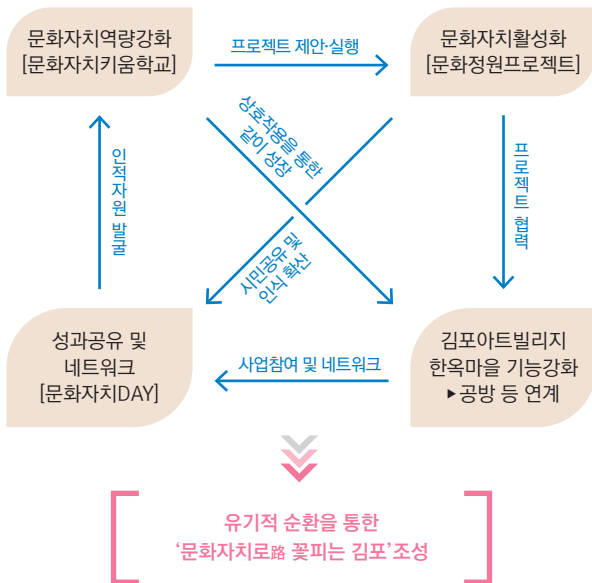 문화자치역량강화
[문화자치키움학교]
프로젝트 제안·실행
문화자치활성화
[문화정원프로젝트]
상호작용을 통한
같이 성장
인적자원 발굴
프로젝트 협력
시민공유 및
인식 확산
성과공유 및
네트워크
[문화자치DAY]
사업참여 및 네트워크
김포아트빌리지
한옥마을 기능강화
▶공방 등 연계
유기적 순환을 통한
‘문화자치로路 꽃피는 김포’조성